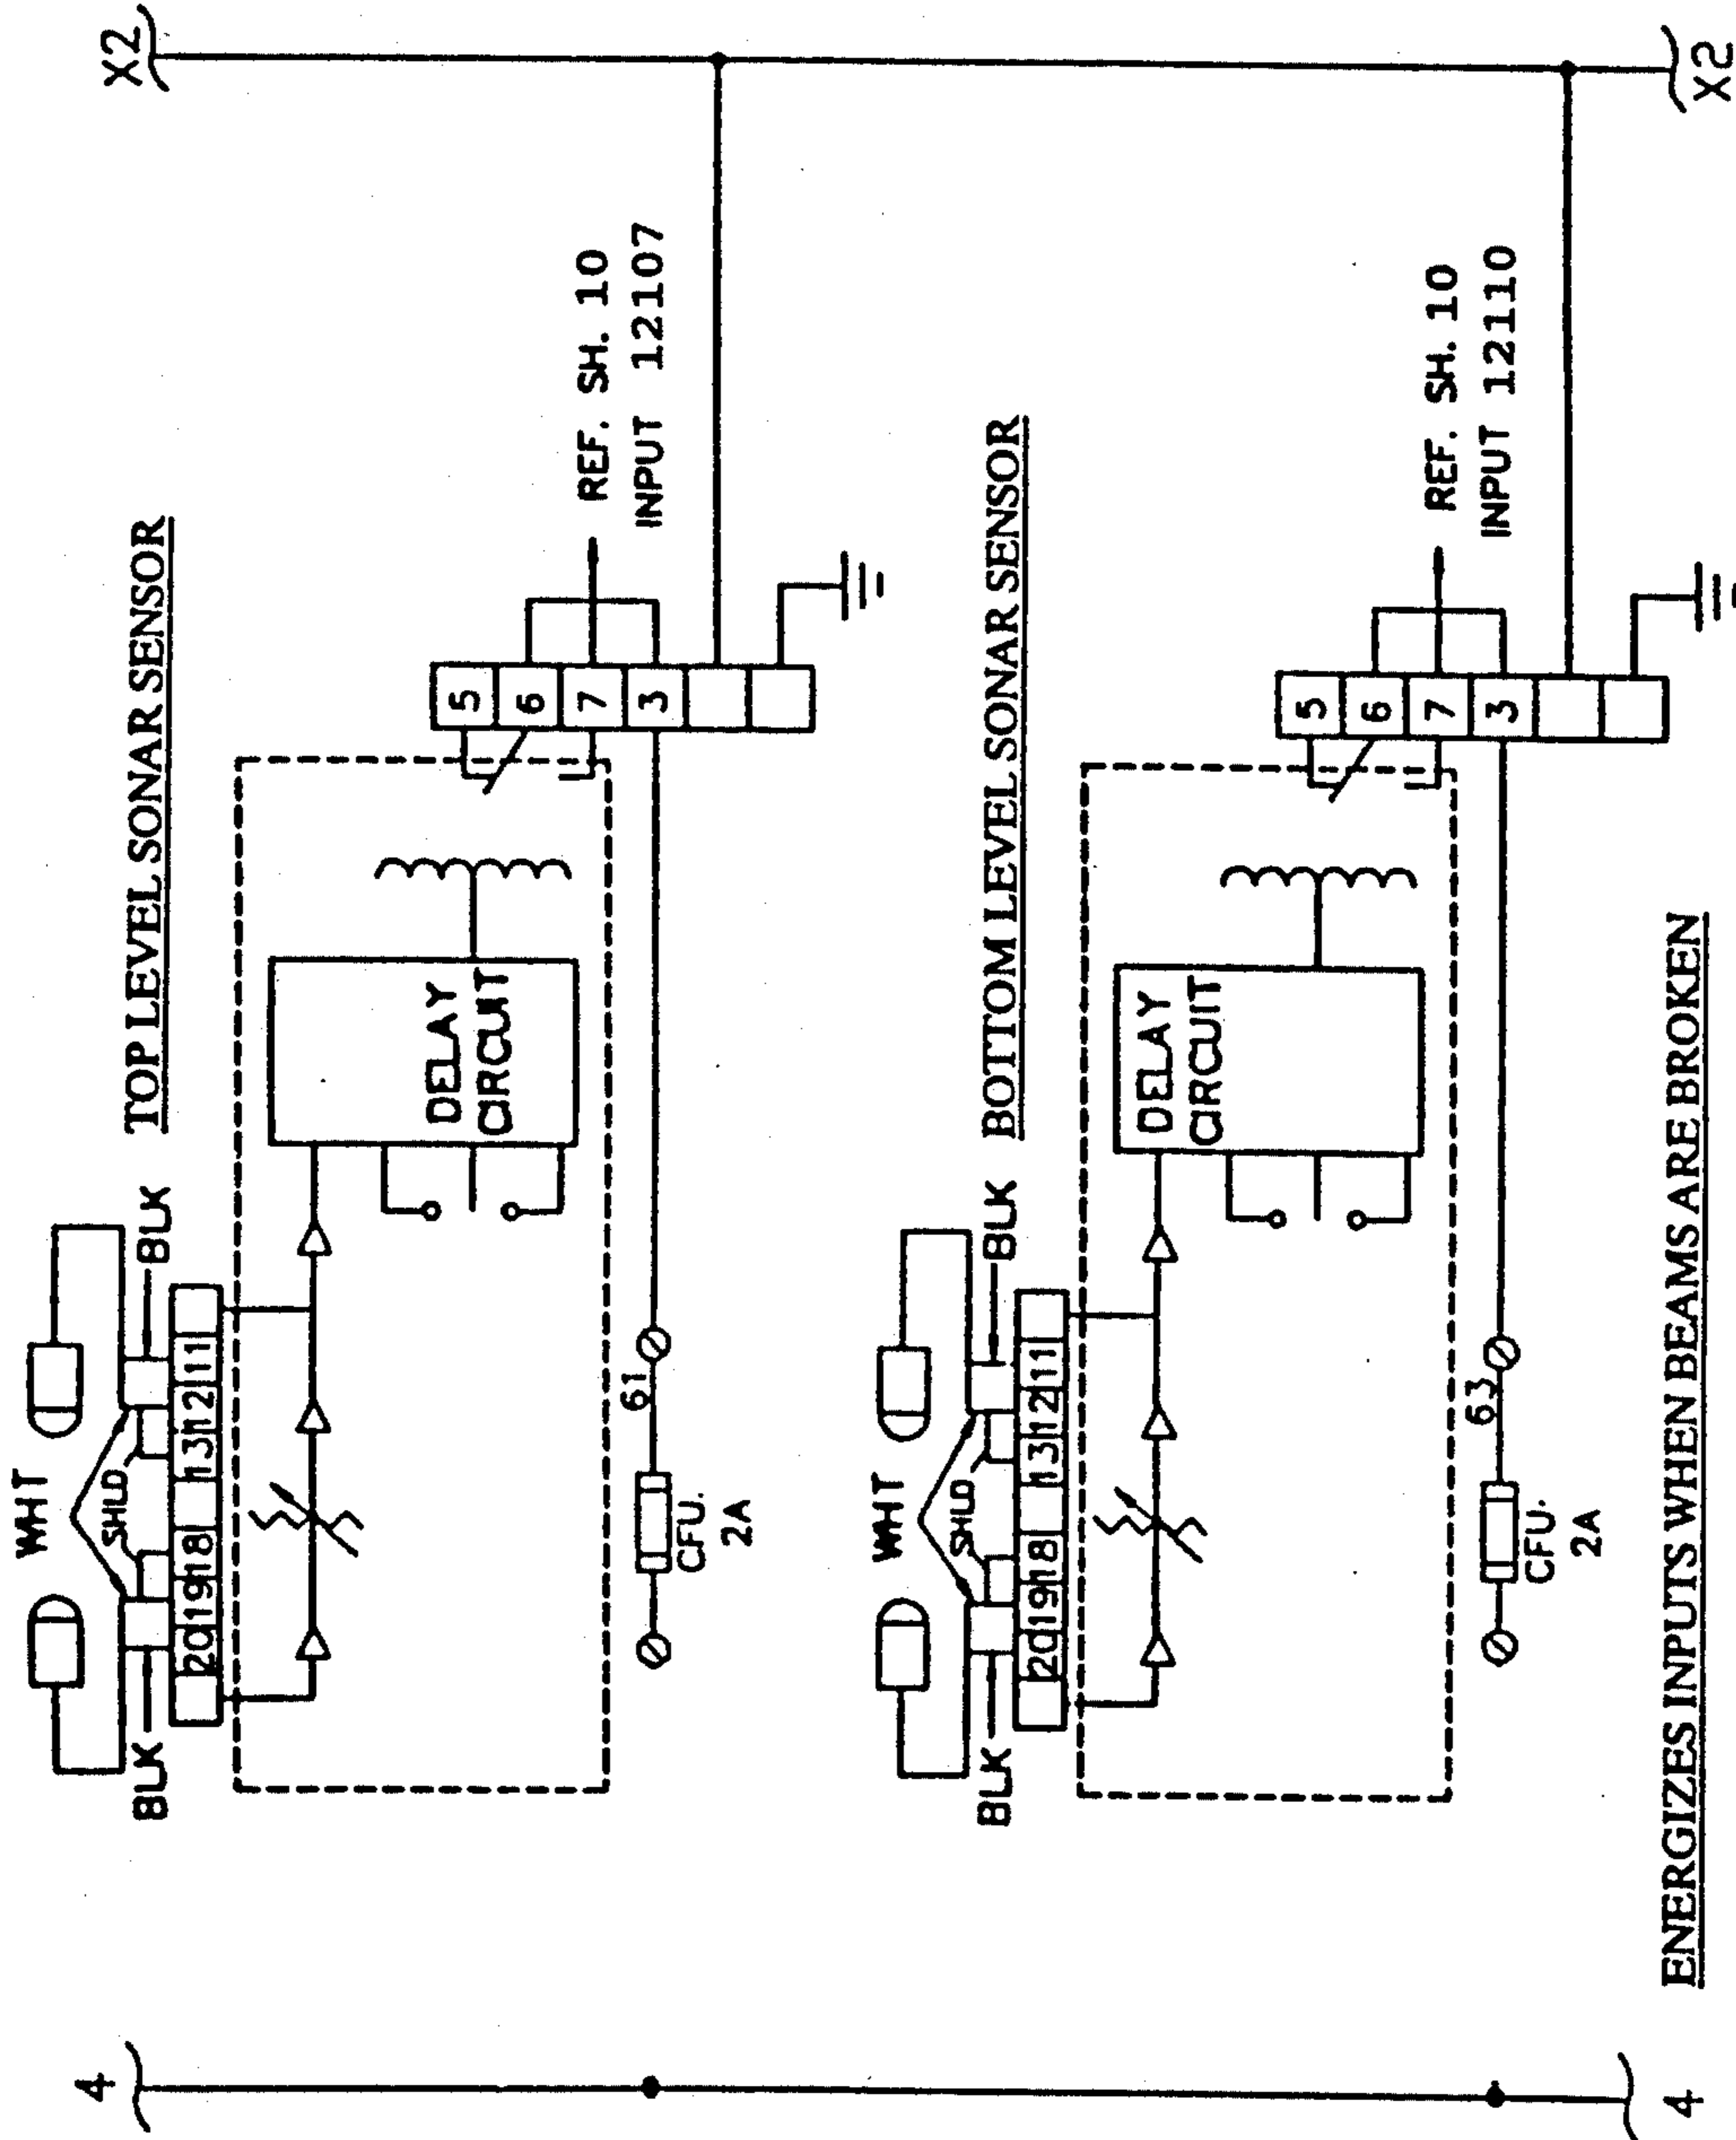 X2
TOP LEVEL SONAR SENSOR
WHT
SHLD
BLK
BLK
20 19 18 13 12 11
DELAY
CIRCUIT
5
6
7
3
REF. SH. 10
INPUT 12107
61
CFU.
2A
BOTTOM LEVEL SONAR SENSOR
WHT
SHLD
BLK
BLK
20 19 18 13 12 11
DELAY
CIRCUIT
5
6
7
3
REF. SH. 10
INPUT 12110
63
CFU.
2A
ENERGIZES INPUTS WHEN BEAMS ARE BROKEN
4
4
X2